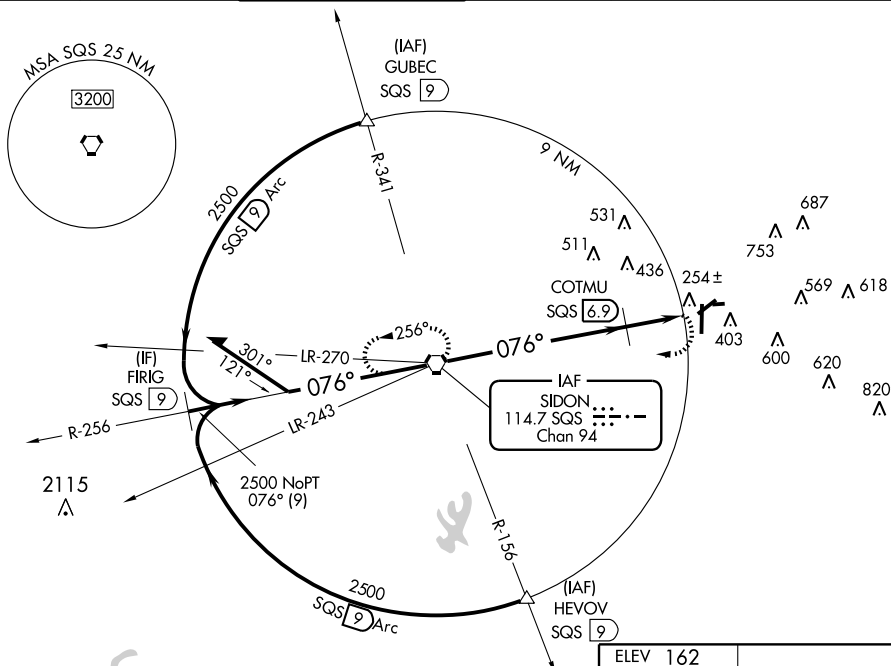 MSA SQS 25 NM
3200
(IAF)
GUBEC
SQS 9
R-341
9 NM
2500
SQS 9 Arc
531
511
436
687
753
254±
569
618
COTMU
SQS 6.9
403
600
620
820
256°
076°
301°
121°
LR-270
076°
(IF)
FIRIG
SQS 9
R-256
LR-243
IAF
SIDON
114.7 SQS
Chan 94
2115
2500 NoPT
076° (9)
R-156
2500
SQS 9 Arc
(IAF)
HEVOV
SQS 9
ELEV 162